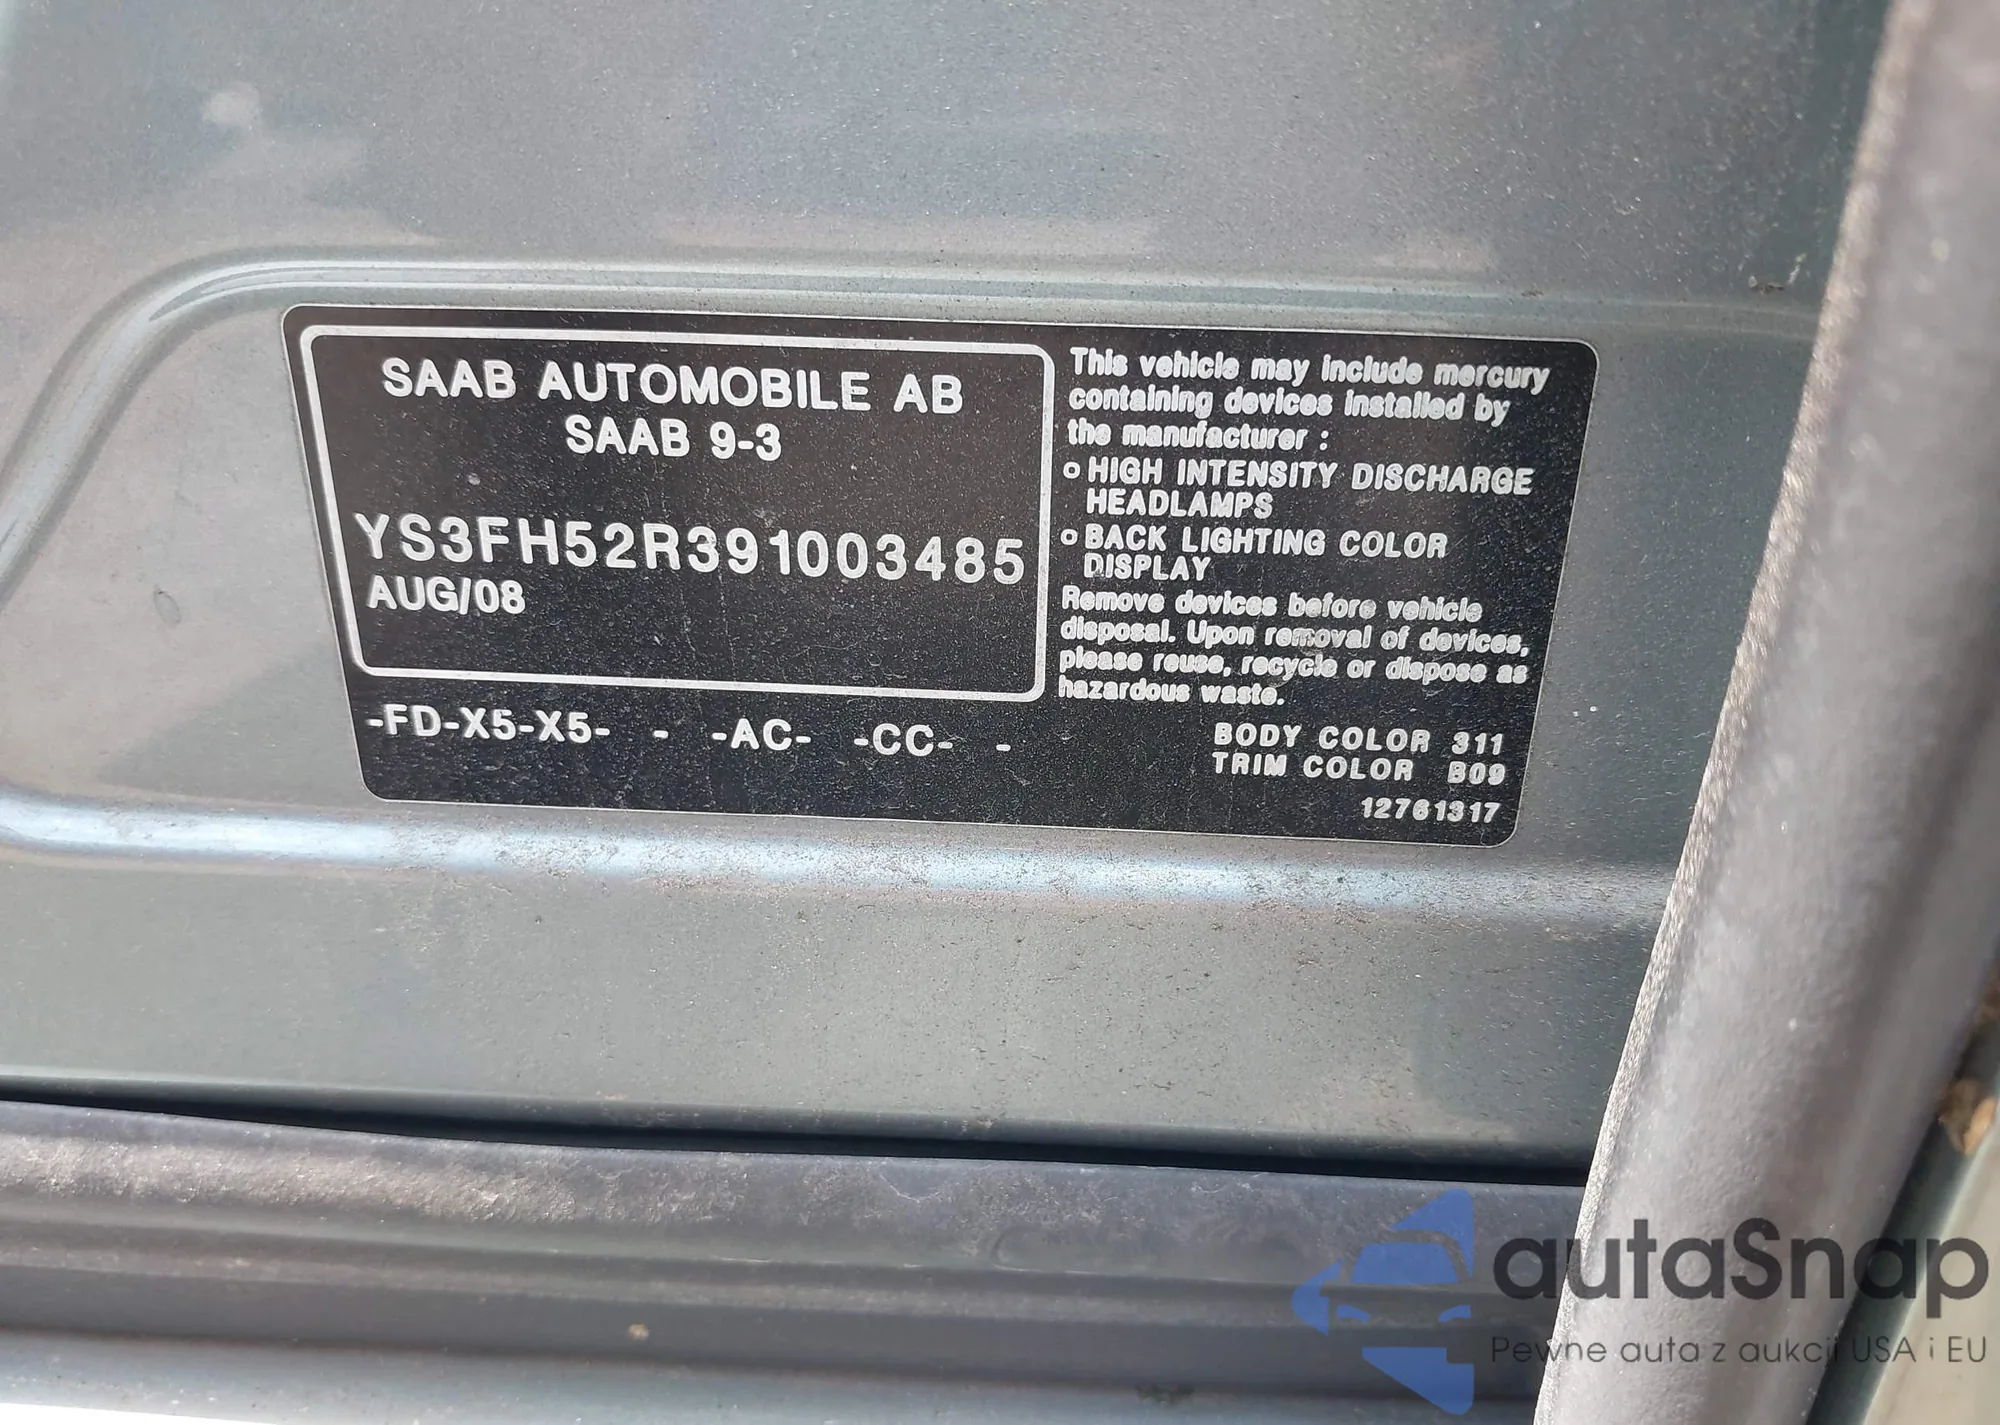 SAAB AUTOMOBILE AB
SAAB 9-3
YS3FH52R391003485
AUG/08
-FD-X5-X5- - -AC- -CC- -
This vehicle may include mercury
containing devices installed by
the manufacturer :
o HIGH INTENSITY DISCHARGE
HEADLAMPS
o BACK LIGHTING COLOR
DISPLAY
Remove devices before vehicle
disposal. Upon removal of devices,
please reuse, recycle or dispose as
hazardous waste.
BODY COLOR 311
TRIM COLOR B09
12761317
autaSnap
Pewne auta z aukcji USA i EU